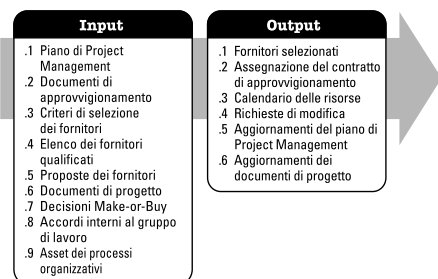 Input
.1 Piano di Project
Management
.2 Documenti di
approvvigionamento
.3 Criteri di selezione
dei fornitori
.4 Elenco dei fornitori
qualificati
.5 Proposte dei fornitori
.6 Documenti di progetto
.7 Decisioni Make-or-Buy
.8 Accordi interni al gruppo
di lavoro
.9 Asset dei processi
organizzativi
Output
.1 Fornitori selezionati
.2 Assegnazione del contratto
di approvvigionamento
.3 Calendario delle risorse
.4 Richieste di modifica
.5 Aggiornamenti del piano di
Project Management
.6 Aggiornamenti dei
documenti di progetto